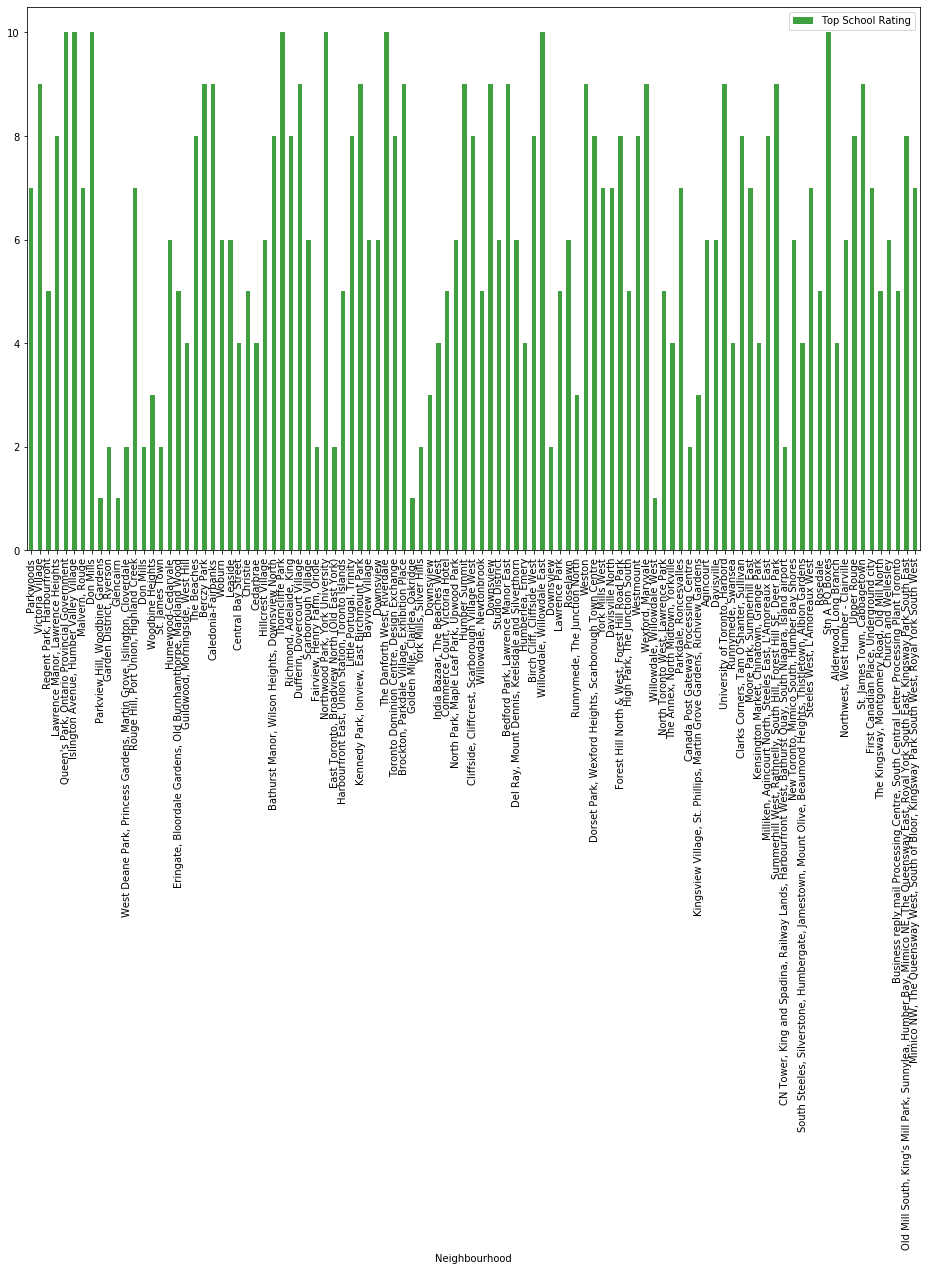 Top School Rating
10
8
6
4
2
0
Parkwoods
Victoria Village
Regent Park, Harbourfront
Lawrence Manor, Lawrence Heights
Queen's Park, Ontario Provincial Government
Islington Avenue, Humber Valley Village
Malvern, Rouge
Don Mills
Parkview Hill, Woodbine Gardens
Garden District, Ryerson
Glencairn
West Deane Park, Princess Gardens, Martin Grove, Islington, Cloverdale
Rouge Hill, Port Union, Highland Creek
Don Mills
Woodbine Heights
St. James Town
Humewood-Cedarvale
Eringate, Bloordale Gardens, Old Burnhamthorpe, Markland Wood
Guildwood, Morningside, West Hill
The Beaches
Berczy Park
Caledonia-Fairbanks
Woburn
Leaside
Central Bay Street
Christie
Cedarbrae
Hillcrest Village
Bathurst Manor, Wilson Heights, Downsview North
Thorncliffe Park
Richmond, Adelaide, King
Dufferin, Dovercourt Village
Scarborough Village
Fairview, Henry Farm, Oriole
Northwood Park, York University
East Toronto, Broadview North (Old East York)
Harbourfront East, Union Station, Toronto Islands
Little Portugal, Trinity
Kennedy Park, Ionview, East Birchmount Park
Bayview Village
Downsview
The Danforth West, Riverdale
Toronto Dominion Centre, Design Exchange
Brockton, Parkdale Village, Exhibition Place
Golden Mile, Clairlea, Oakridge
York Mills, Silver Hills
Downsview
India Bazaar, The Beaches West
Commerce Court, Victoria Hotel
North Park, Maple Leaf Park, Upwood Park
Humber Summit
Cliffside, Cliffcrest, Scarborough Village West
Willowdale, Newtonbrook
Downsview
Studio District
Bedford Park, Lawrence Manor East
Del Ray, Mount Dennis, Keelsdale and Silverthorn
Humberlea, Emery
Birch Cliff, Cliffside West
Willowdale, Willowdale East
Downsview
Lawrence Park
Roselawn
Runnymede, The Junction North
Weston
Dorset Park, Wexford Heights, Scarborough Town Centre
York Mills West
Davisville North
Forest Hill North & West, Forest Hill Road Park
High Park, The Junction South
Westmount
Wexford, Maryvale
Willowdale, Willowdale West
North Toronto West, Lawrence Park
The Annex, North Midtown, Yorkville
Parkdale, Roncesvalles
Canada Post Gateway Processing Centre
Kingsview Village, St. Phillips, Martin Grove Gardens, Richview Gardens
Agincourt
Davisville
University of Toronto, Harbord
Runnymede, Swansea
Clarks Corners, Tam O'Shanter, Sullivan
Moore Park, Summerhill East
Kensington Market, Chinatown, Grange Park
Milliken, Agincourt North, Steeles East, L'Amoreaux East
Summerhill West, Rathnelly, South Hill, Forest Hill SE, Deer Park
CN Tower, King and Spadina, Railway Lands, Harbourfront West, Bathurst Quay, South Niagara, Island airport
New Toronto, Mimico South, Humber Bay Shores
South Steeles, Silverstone, Humbergate, Jamestown, Mount Olive, Beaumond Heights, Thistletown, Albion Gardens
Steeles West, L'Amoreaux West
Rosedale
Stn A PO Boxes
Alderwood, Long Branch
Northwest, West Humber - Clairville
Upper Rouge
St. James Town, Cabbagetown
First Canadian Place, Underground city
The Kingsway, Montgomery Road, Old Mill North
Church and Wellesley
Business reply mail Processing Centre, South Central Letter Processing Plant Toronto
Old Mill South, King's Mill Park, Sunnylea, Humber Bay, Mimico NE, The Queensway East, Royal York South East, Kingsway Park South East
Mimico NW, The Queensway West, South of Bloor, Kingsway Park South West, Royal York South West
Neighbourhood